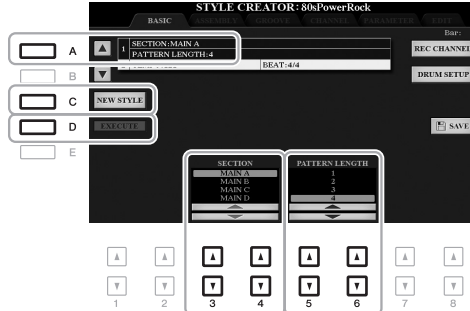 STYLE CREATOR: 80sPowerRock
BASIC ASSEMBLY GROOVE CHANNEL PARAMETER EDIT
Bar:
A
1 SECTION:MAIN A
PATTERN LENGTH:4
REC CHANNEL
B
BEAT:4/4
DRUM SETUP
C
NEW STYLE
D
EXECUTE
SAVE
E
SECTION PATTERN LENGTH
MAIN A 1
MAIN B 2
MAIN C 3
MAIN D 4
1 2 3 4 5 6 7 8